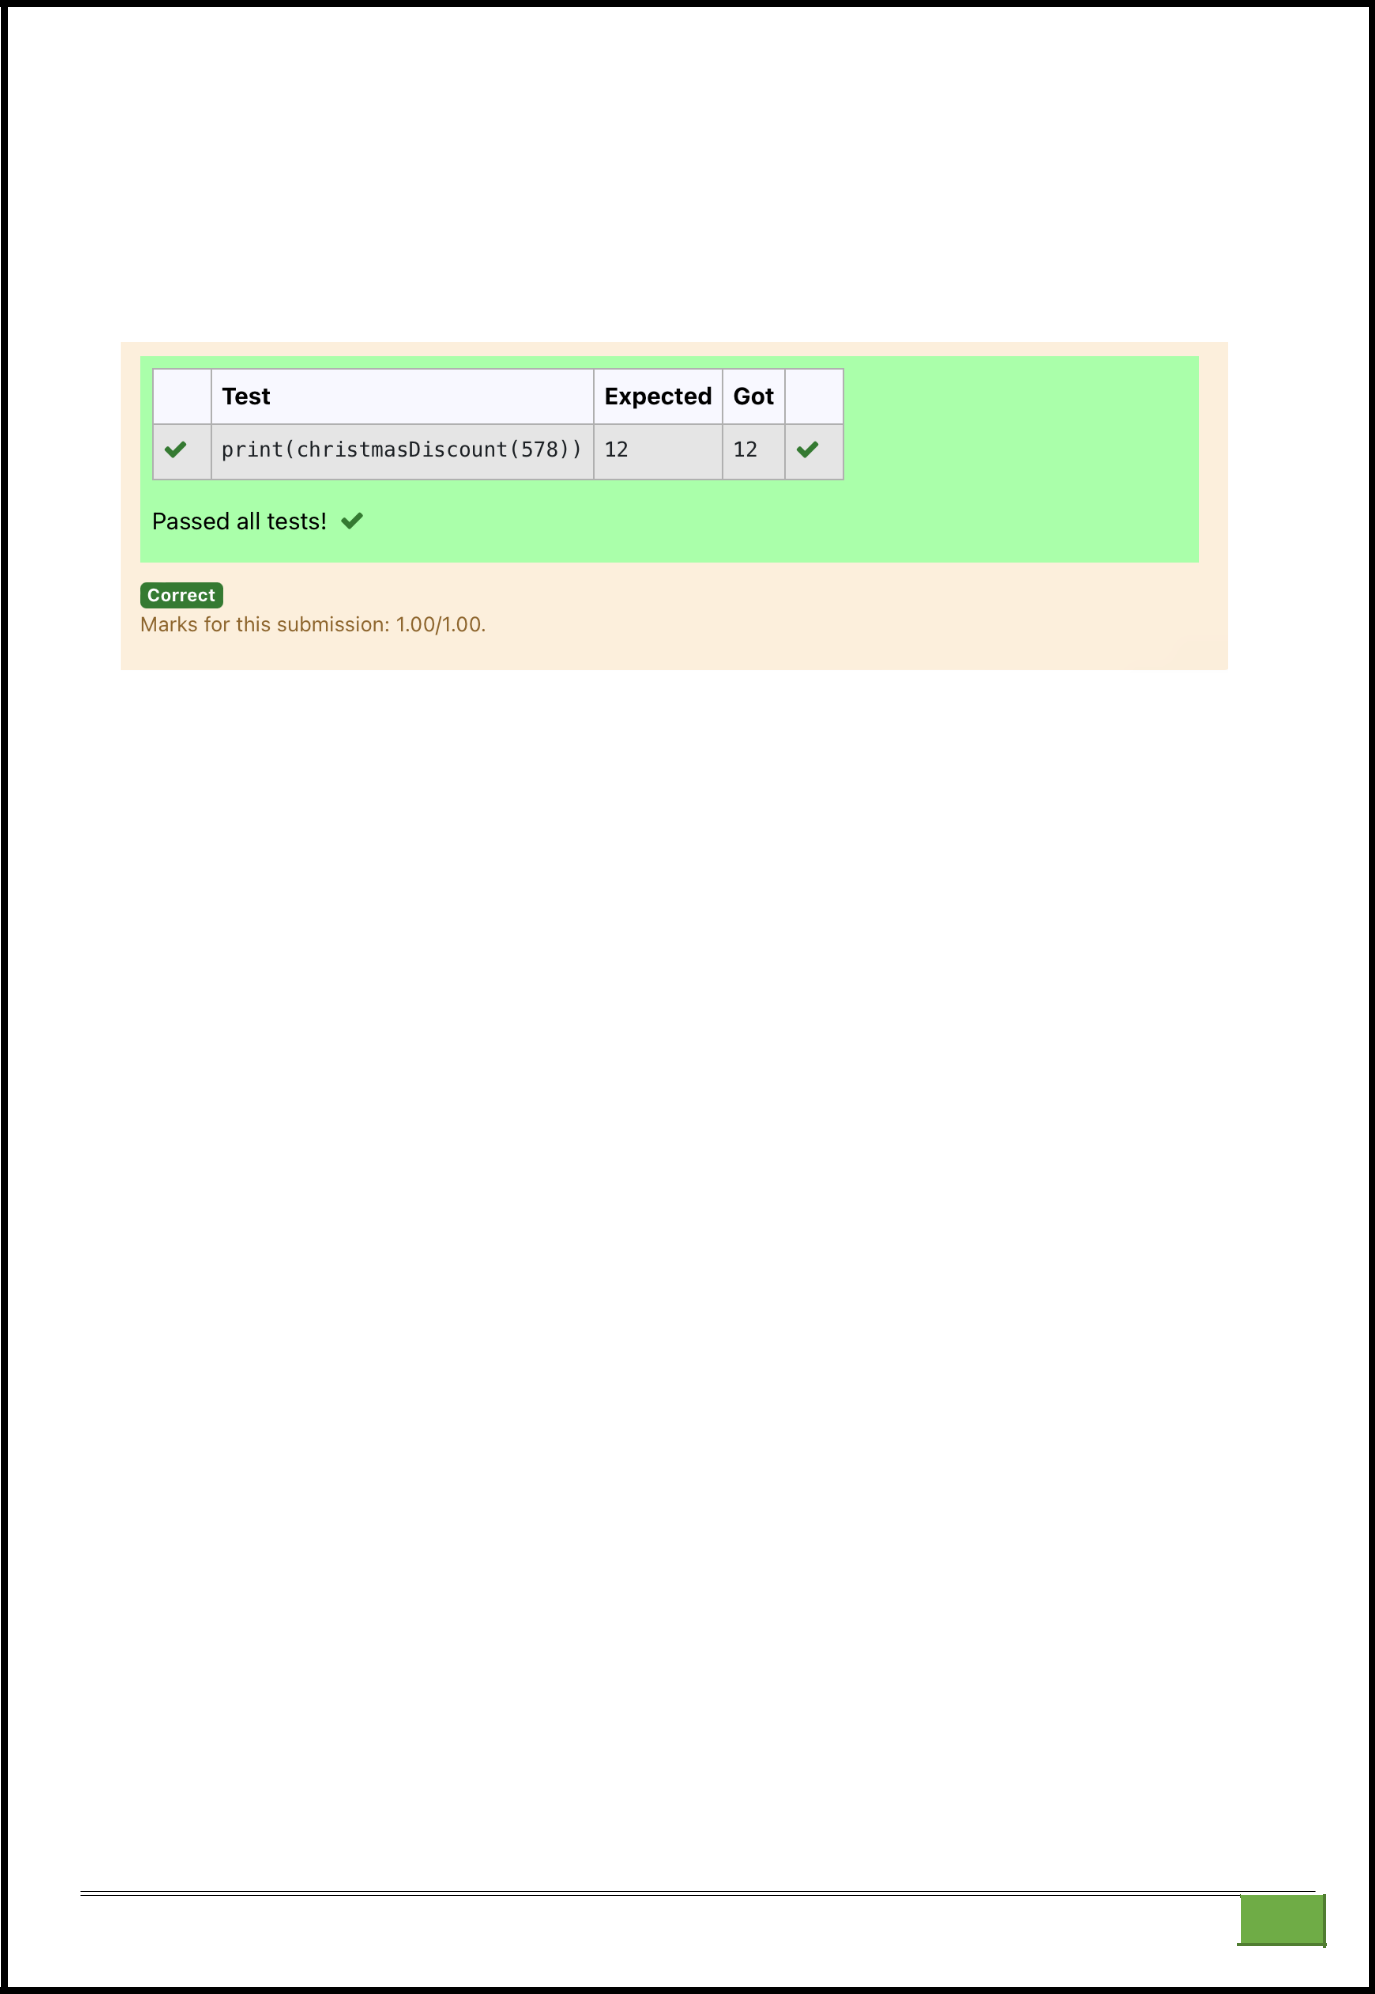 Test Expected Got
print(christmasDiscount(578)) 12 12
Passed all tests!
Correct
Marks for this submission: 1.00/1.00.